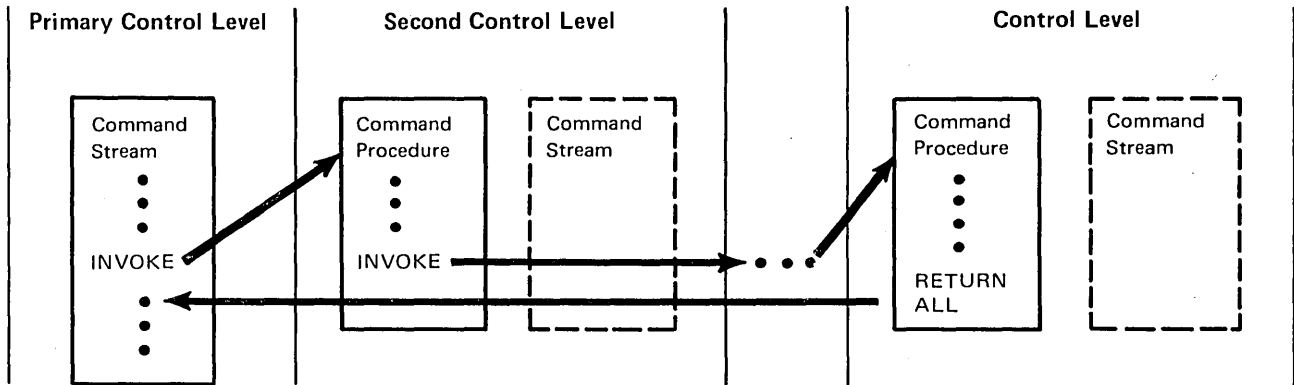 Primary Control Level
Second Control Level
Control Level
Command
Stream
INVOKE
Command
Procedure
INVOKE
Command
Stream
Command
Procedure
RETURN
ALL
Command
Stream